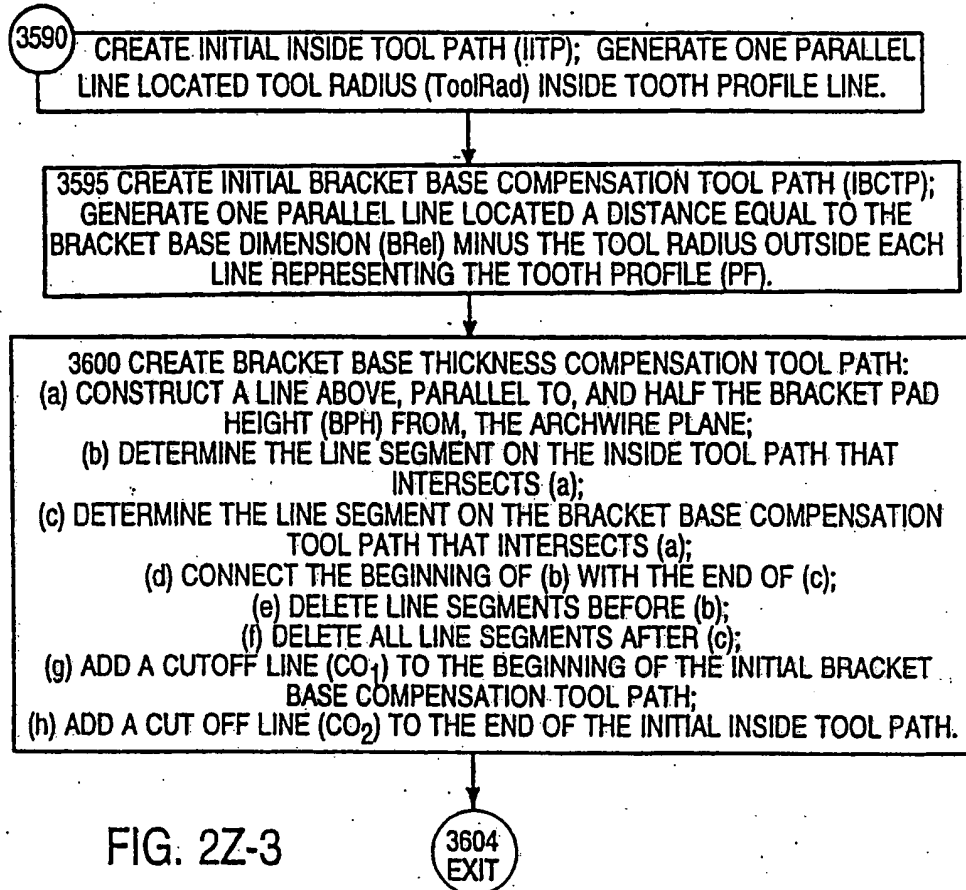 3590 CREATE INITIAL INSIDE TOOL PATH (IITP); GENERATE ONE PARALLEL
LINE LOCATED TOOL RADIUS (ToolRad) INSIDE TOOTH PROFILE LINE.
3595 CREATE INITIAL BRACKET BASE COMPENSATION TOOL PATH (IBCTP);
GENERATE ONE PARALLEL LINE LOCATED A DISTANCE EQUAL TO THE
BRACKET BASE DIMENSION (BRel) MINUS THE TOOL RADIUS OUTSIDE EACH
LINE REPRESENTING THE TOOTH PROFILE (PF).
3600 CREATE BRACKET BASE THICKNESS COMPENSATION TOOL PATH:
(a) CONSTRUCT A LINE ABOVE, PARALLEL TO, AND HALF THE BRACKET PAD
HEIGHT (BPH) FROM, THE ARCHWIRE PLANE;
(b) DETERMINE THE LINE SEGMENT ON THE INSIDE TOOL PATH THAT
INTERSECTS (a);
(c) DETERMINE THE LINE SEGMENT ON THE BRACKET BASE COMPENSATION
TOOL PATH THAT INTERSECTS (a);
(d) CONNECT THE BEGINNING OF (b) WITH THE END OF (c);
(e) DELETE LINE SEGMENTS BEFORE (b);
(f) DELETE ALL LINE SEGMENTS AFTER (c);
(g) ADD A CUTOFF LINE (CO1) TO THE BEGINNING OF THE INITIAL BRACKET
BASE COMPENSATION TOOL PATH;
(h) ADD A CUT OFF LINE (CO2) TO THE END OF THE INITIAL INSIDE TOOL PATH.
FIG. 2Z-3
3604
EXIT